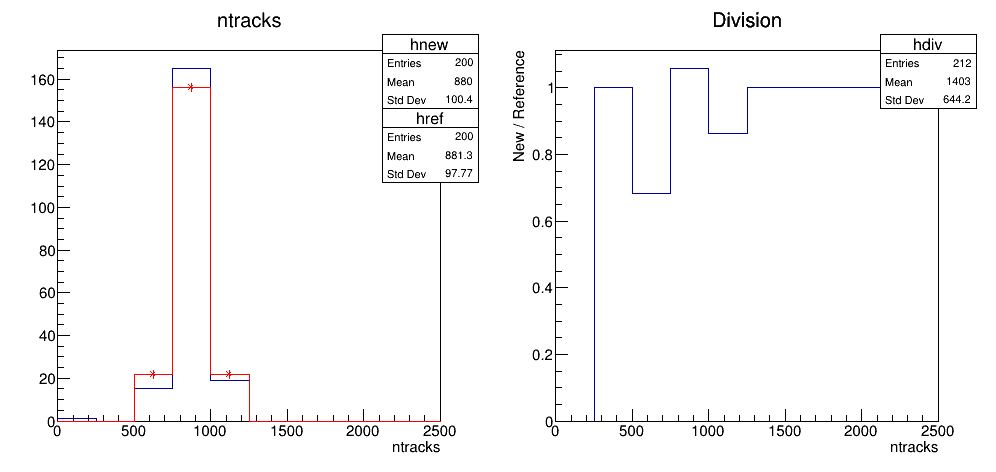 ntracks
hnew
Entries 200
Mean 880
Std Dev 100.4
href
Entries 200
Mean 881.3
Std Dev 97.77
160
140
120
100
80
60
40
20
0
0 500 1000 1500 2000 2500
ntracks
Division
hdiv
Entries 212
Mean 1403
Std Dev 644.2
New / Reference
1
0.8
0.6
0.4
0.2
0
0 500 1000 1500 2000 2500
ntracks